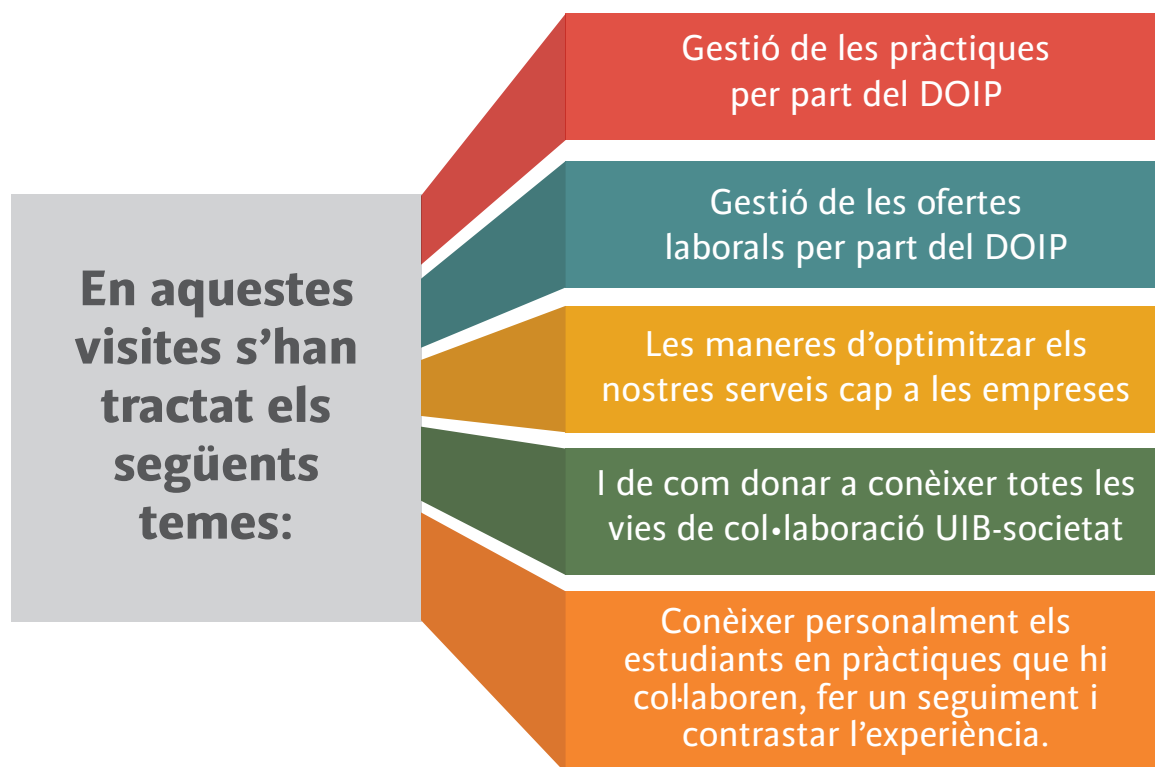 En aquestes
visites s’han
tractat els
següents
temes:
Gestió de les pràctiques
per part del DOIP
Gestió de les ofertes
laborals per part del DOIP
Les maneres d’optimitzar els
nostres serveis cap a les empreses
I de com donar a conèixer totes les
vies de col•laboració UIB-societat
Conèixer personalment els
estudiants en pràctiques que hi
col·laboren, fer un seguiment i
contrastar l’experiència.